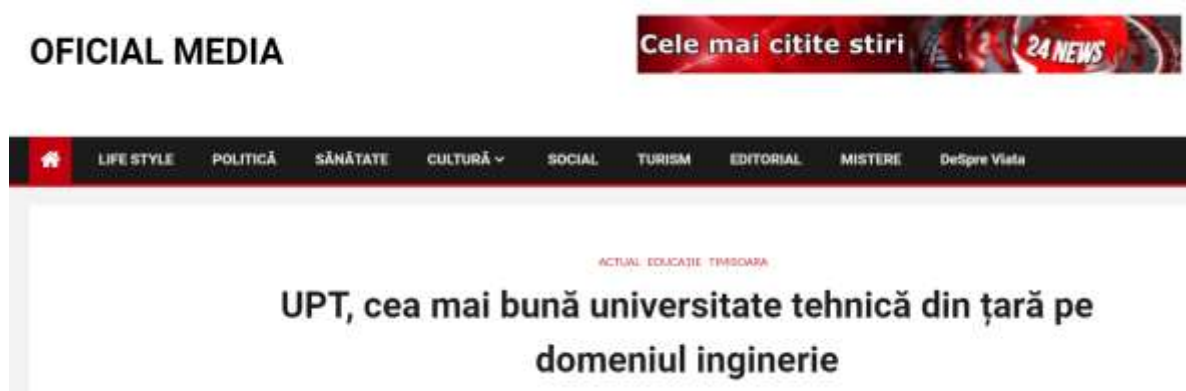 OFICIAL MEDIA
Cele mai citite stiri
24 NEWS
LIFE STYLE POLITICĂ SĂNĂTATE CULTURĂ SOCIAL TURISM EDITORIAL MISTERE DeSpre Viata
ACTUAL EDUCAȚIE TIMISOARA
UPT, cea mai bună universitate tehnică din țară pe
domeniul inginerie